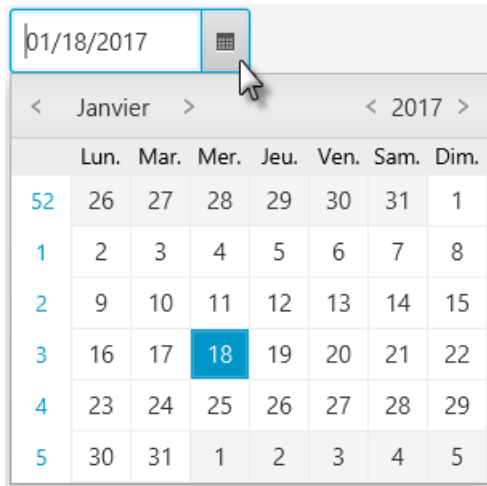 01/18/2017
< Janvier > < 2017 >
Lun. Mar. Mer. Jeu. Ven. Sam. Dim.
52 26 27 28 29 30 31 1
1 2 3 4 5 6 7 8
2 9 10 11 12 13 14 15
3 16 17 18 19 20 21 22
4 23 24 25 26 27 28 29
5 30 31 1 2 3 4 5